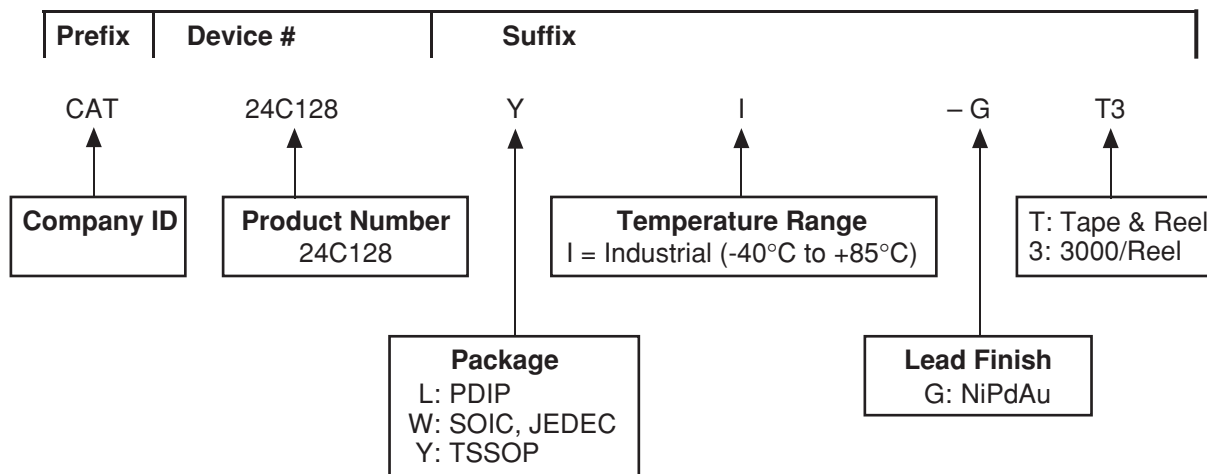 Prefix Device # Suffix
CAT 24C128 Y I – G T3
Company ID
Product Number
24C128
Temperature Range
I = Industrial (-40°C to +85°C)
T: Tape & Reel
3: 3000/Reel
Package
L: PDIP
W: SOIC, JEDEC
Y: TSSOP
Lead Finish
G: NiPdAu